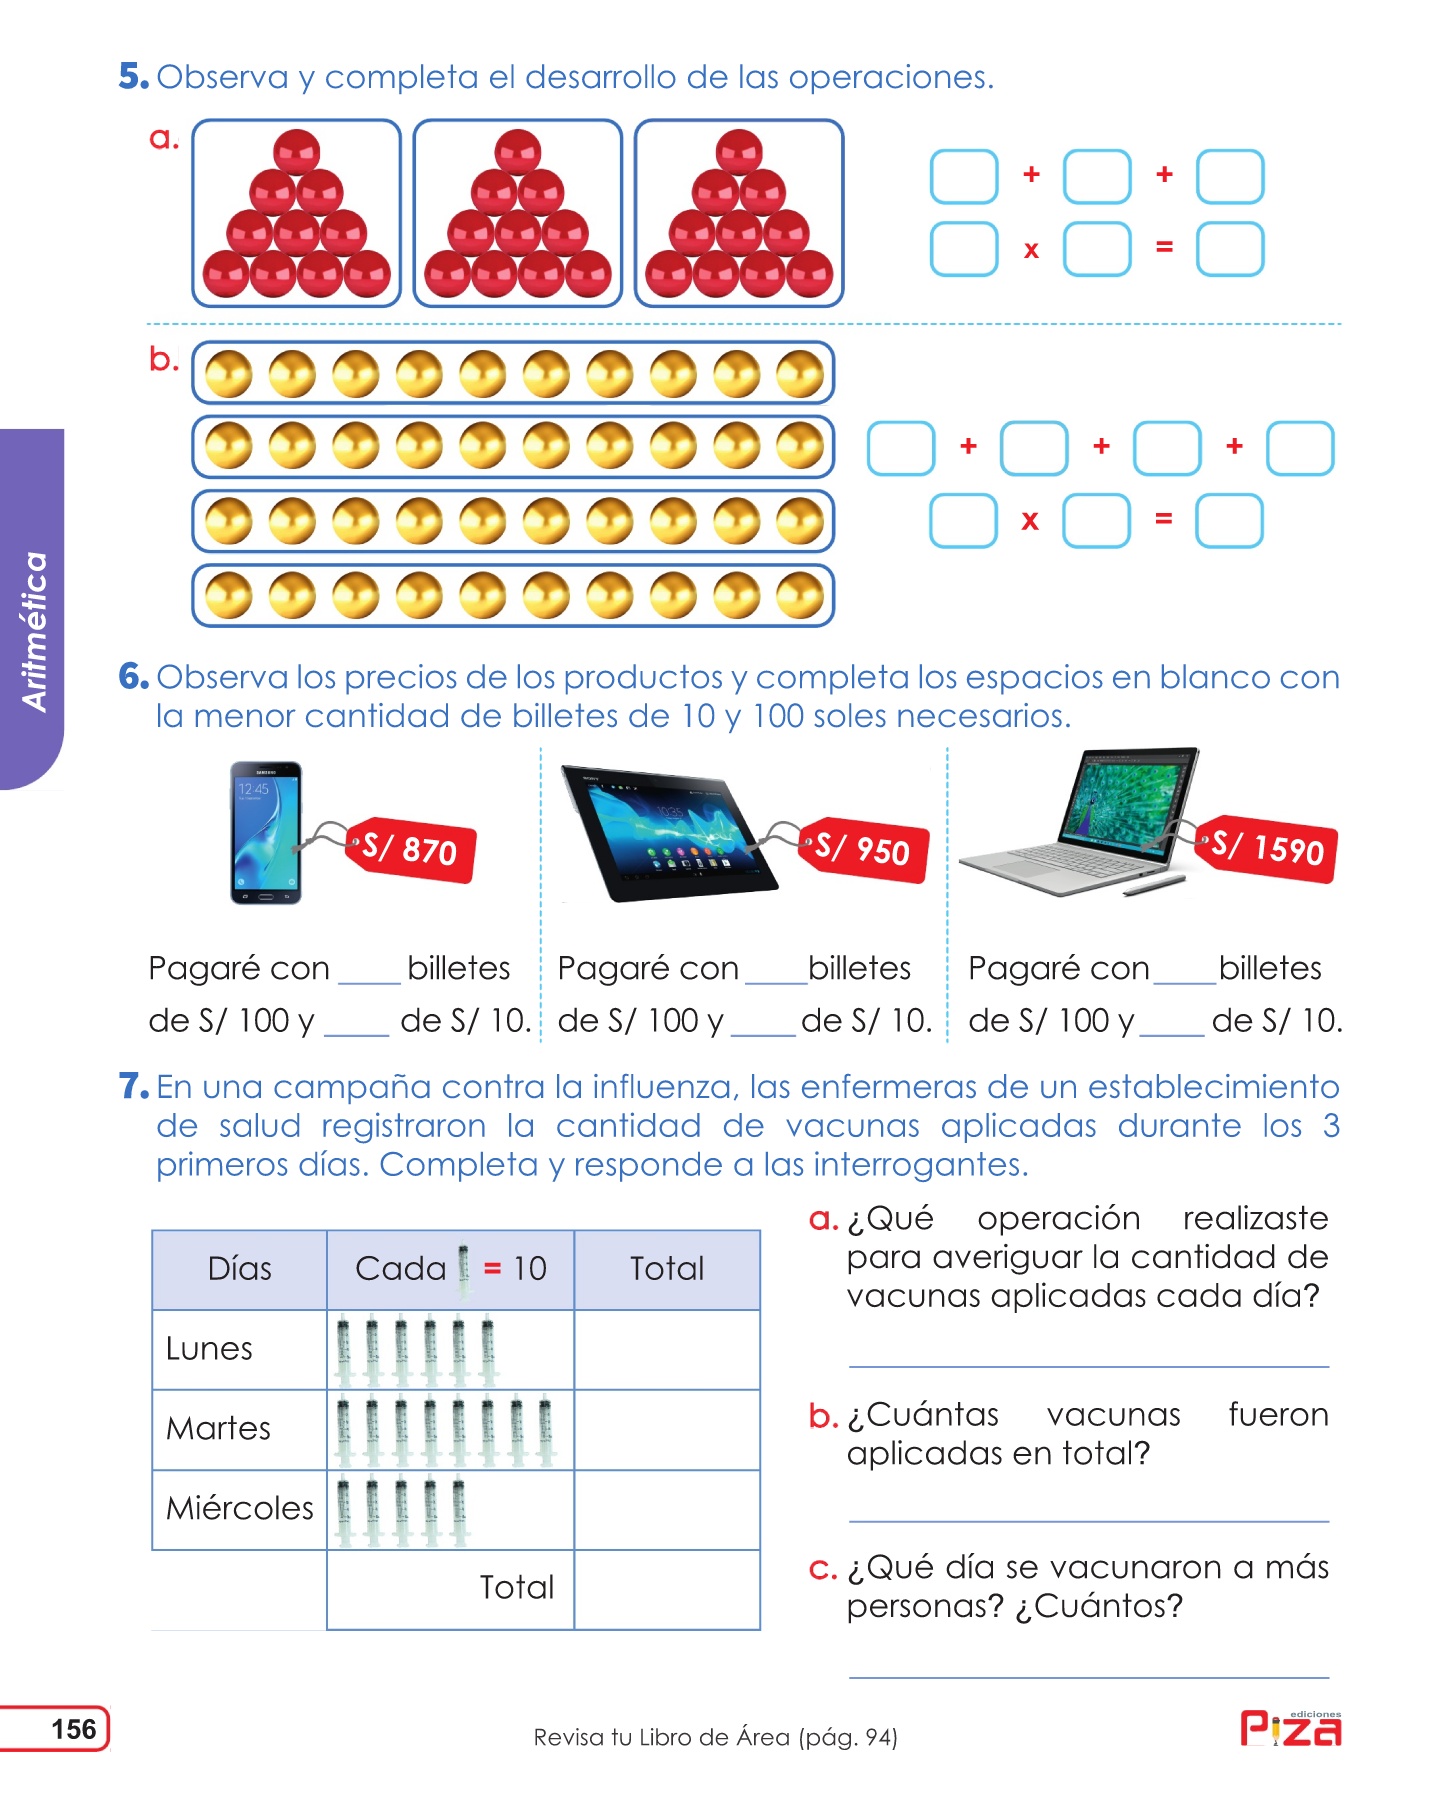 5. Observa y completa el desarrollo de las operaciones.
a.
+ +
x =
b.
+ + +
x =
Aritmética
6. Observa los precios de los productos y completa los espacios en blanco con
la menor cantidad de billetes de 10 y 100 soles necesarios.
SAMSUNG
12:45
S/ 870
SONY
10:35
S/ 950
S/ 1590
Pagaré con ____ billetes
de S/ 100 y ____ de S/ 10.
Pagaré con ____ billetes
de S/ 100 y ____ de S/ 10.
Pagaré con ____ billetes
de S/ 100 y ____ de S/ 10.
7. En una campaña contra la influenza, las enfermeras de un establecimiento
de salud registraron la cantidad de vacunas aplicadas durante los 3
primeros días. Completa y responde a las interrogantes.
Días Cada = 10 Total
Lunes
Martes
Miércoles
Total
a. ¿Qué operación realizaste
para averiguar la cantidad de
vacunas aplicadas cada día?
b. ¿Cuántas vacunas fueron
aplicadas en total?
c. ¿Qué día se vacunaron a más
personas? ¿Cuántos?
156
Revisa tu Libro de Área (pág. 94)
ediciones
Piza